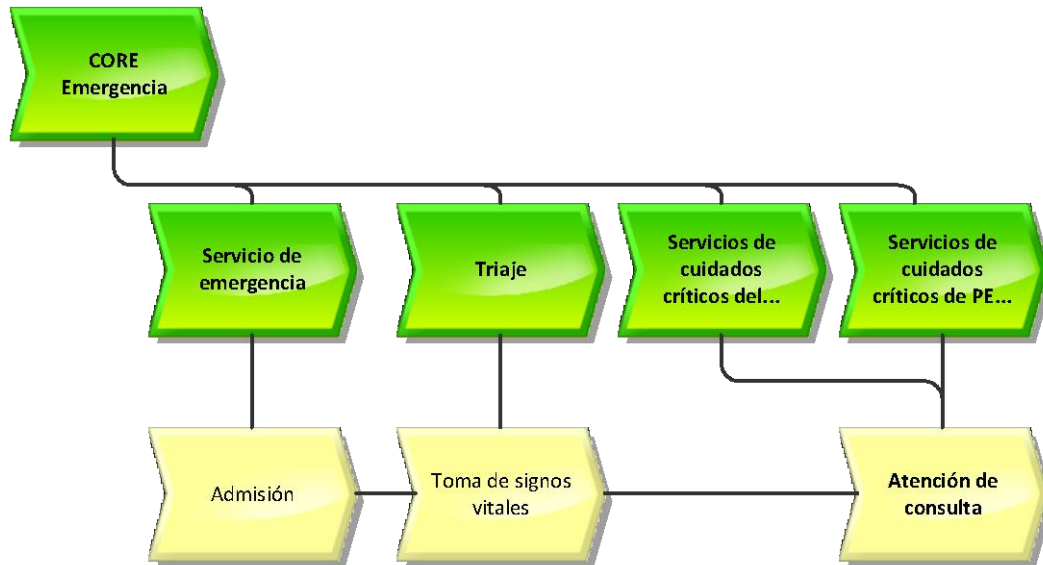 CORE
Emergencia
Servicio de
emergencia
Triaje
Servicios de
cuidados
críticos del...
Servicios de
cuidados
críticos de PE...
Admisión
Toma de signos
vitales
Atención de
consulta